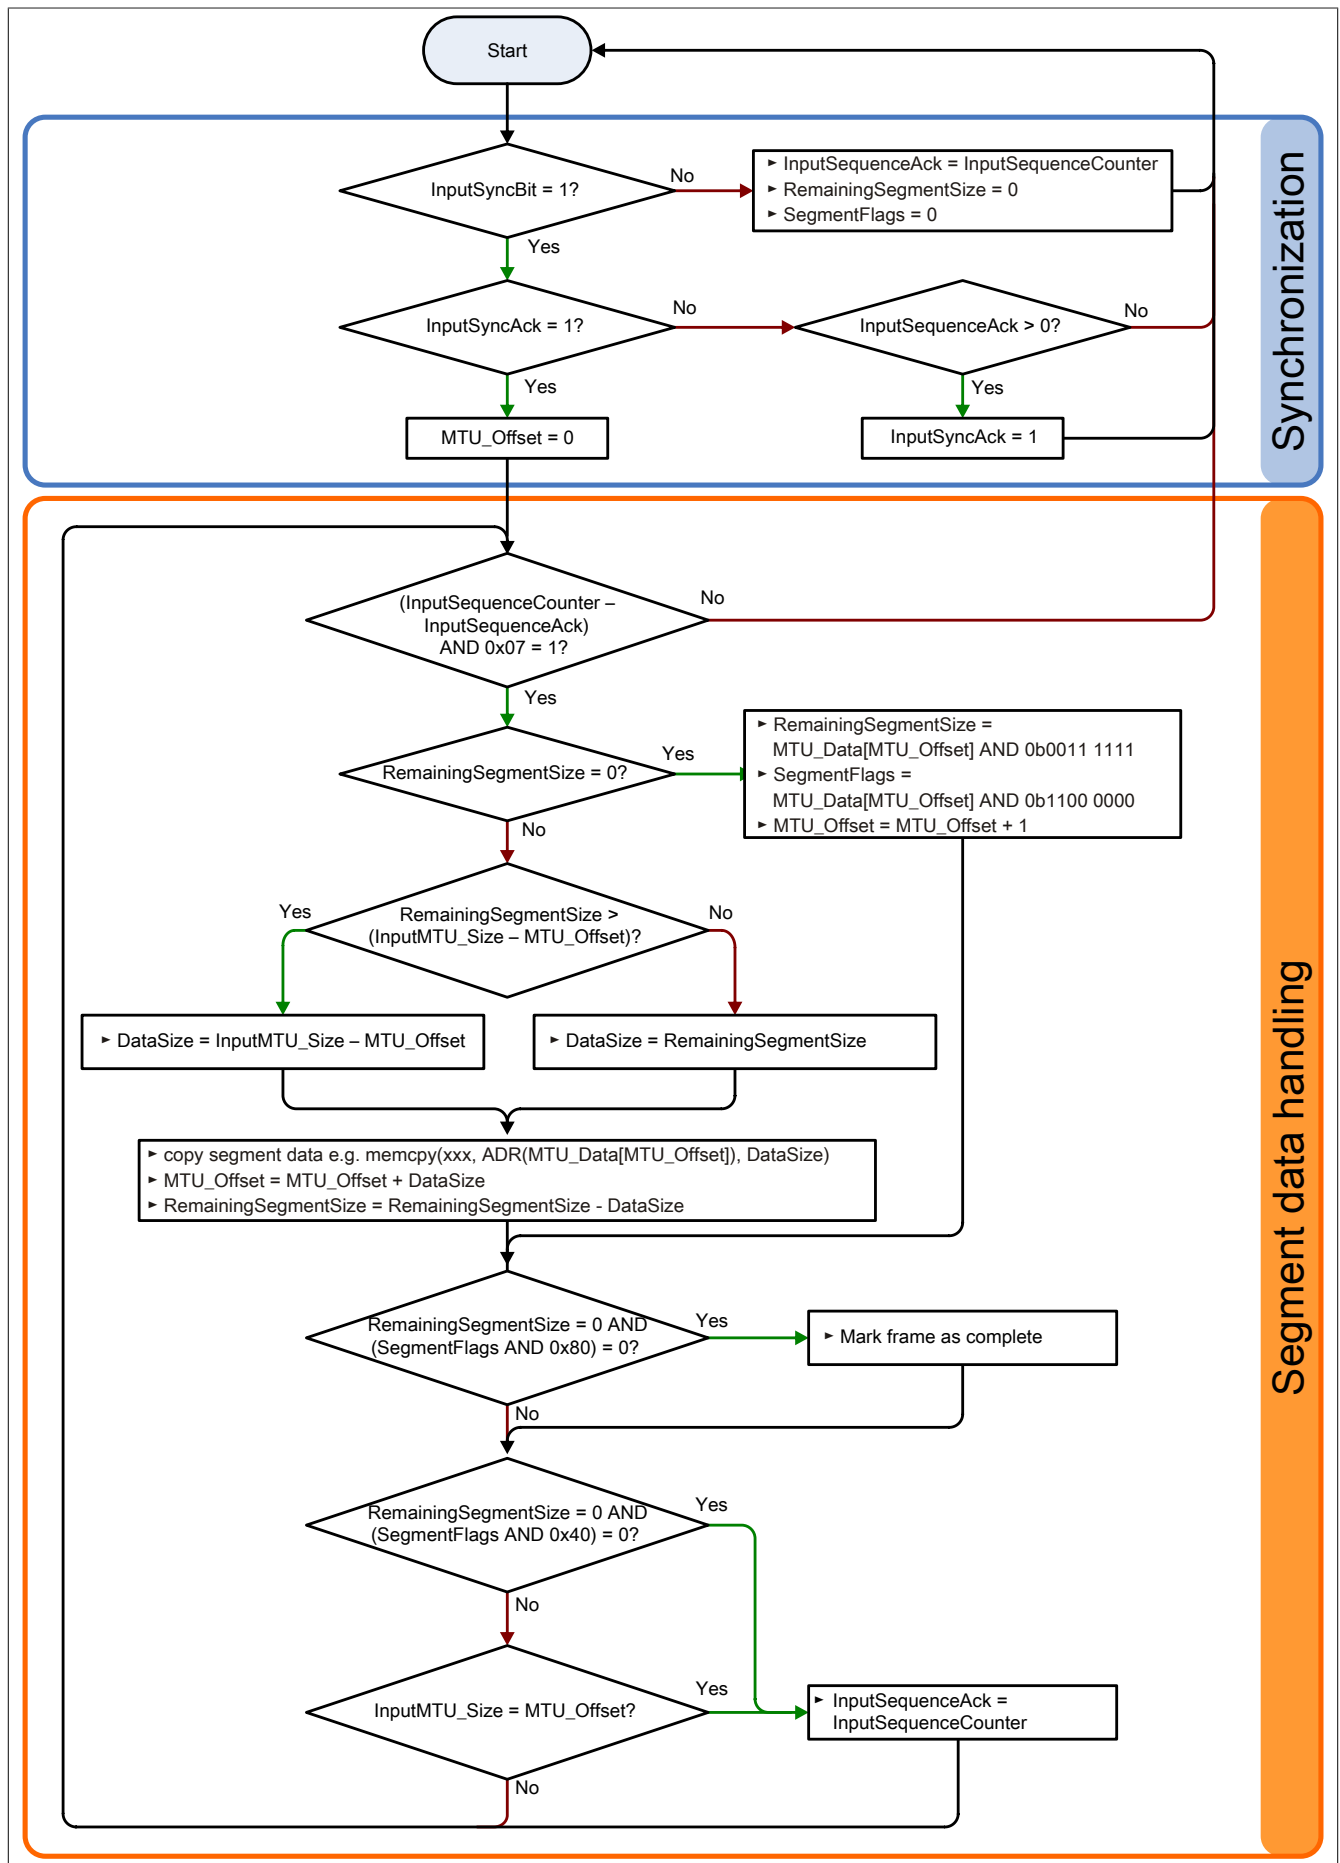 Start
InputSyncBit = 1?
No
► InputSequenceAck = InputSequenceCounter
► RemainingSegmentSize = 0
► SegmentFlags = 0
Yes
InputSyncAck = 1?
No
InputSequenceAck > 0?
No
Yes
Yes
MTU_Offset = 0
InputSyncAck = 1
Synchronization
(InputSequenceCounter –
InputSequenceAck)
AND 0x07 = 1?
No
Yes
RemainingSegmentSize = 0?
Yes
► RemainingSegmentSize =
MTU_Data[MTU_Offset] AND 0b0011 1111
► SegmentFlags =
MTU_Data[MTU_Offset] AND 0b1100 0000
► MTU_Offset = MTU_Offset + 1
No
RemainingSegmentSize >
(InputMTU_Size – MTU_Offset)?
Yes
No
► DataSize = InputMTU_Size – MTU_Offset
► DataSize = RemainingSegmentSize
► copy segment data e.g. memcpy(xxx, ADR(MTU_Data[MTU_Offset]), DataSize)
► MTU_Offset = MTU_Offset + DataSize
► RemainingSegmentSize = RemainingSegmentSize - DataSize
RemainingSegmentSize = 0 AND
(SegmentFlags AND 0x80) = 0?
Yes
► Mark frame as complete
No
RemainingSegmentSize = 0 AND
(SegmentFlags AND 0x40) = 0?
Yes
No
InputMTU_Size = MTU_Offset?
Yes
► InputSequenceAck =
InputSequenceCounter
No
Segment data handling